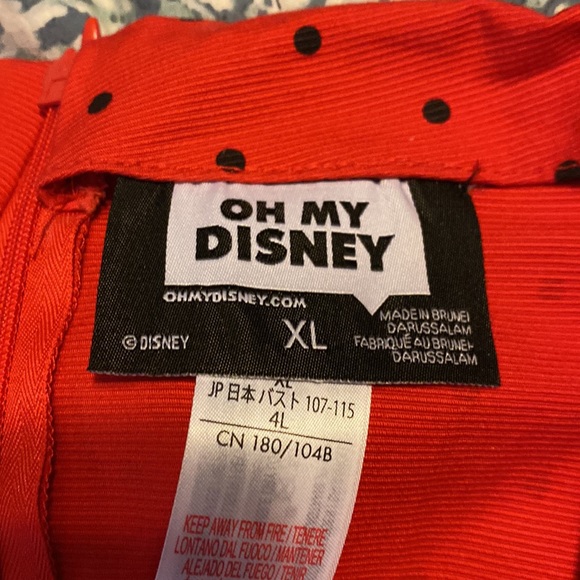 OH MY
DISNEY
OHMYDISNEY.COM
© DISNEY
XL
MADE IN BRUNEI
DARUSSALAM
FABRIQUÉ AU BRUNEI
DARUSSALAM
XL
JP 日本 バスト 107-115
4L
CN 180/104B
KEEP AWAY FROM FIRE/TENERE
LONTANO DAL FUOCO/MANTENER
ALEJADO DEL FUEGO/TENIR